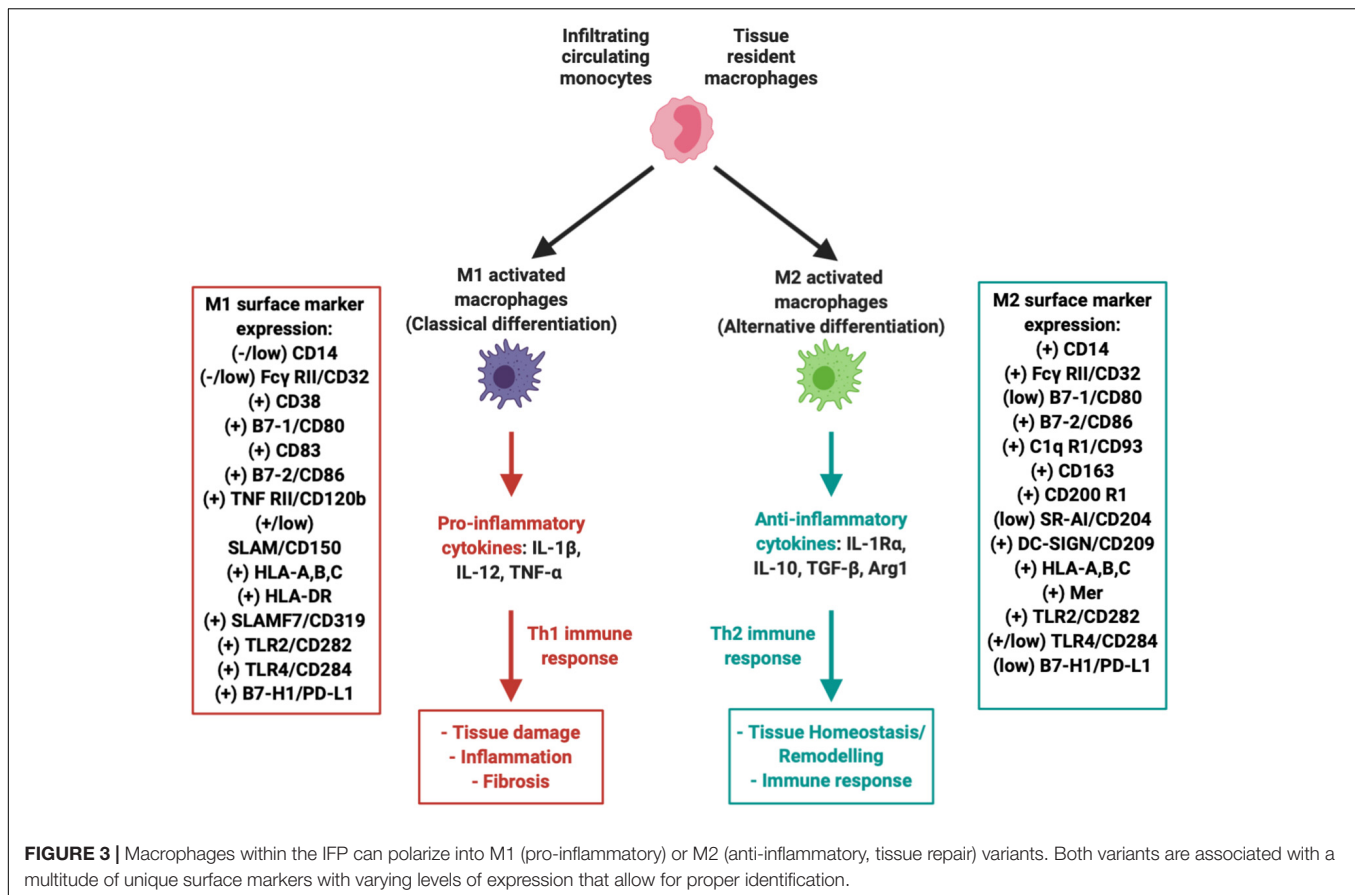 Infiltrating
circulating
monocytes
Tissue
resident
macrophages
M1 activated
macrophages
(Classical differentiation)
M2 activated
macrophages
(Alternative differentiation)
M1 surface marker
expression:
(-/low) CD14
(-/low) Fcγ RII/CD32
(+) CD38
(+) B7-1/CD80
(+) CD83
(+) B7-2/CD86
(+) TNF RII/CD120b
(+/low)
SLAM/CD150
(+) HLA-A,B,C
(+) HLA-DR
(+) SLAMF7/CD319
(+) TLR2/CD282
(+) TLR4/CD284
(+) B7-H1/PD-L1
Pro-inflammatory
cytokines: IL-1β,
IL-12, TNF-α
Th1 immune
response
- Tissue damage
- Inflammation
- Fibrosis
Anti-inflammatory
cytokines: IL-1Rα,
IL-10, TGF-β, Arg1
Th2 immune
response
- Tissue Homeostasis/
Remodelling
- Immune response
M2 surface marker
expression:
(+) CD14
(+) Fcγ RII/CD32
(low) B7-1/CD80
(+) B7-2/CD86
(+) C1q R1/CD93
(+) CD163
(+) CD200 R1
(low) SR-AI/CD204
(+) DC-SIGN/CD209
(+) HLA-A,B,C
(+) Mer
(+) TLR2/CD282
(+/low) TLR4/CD284
(low) B7-H1/PD-L1
FIGURE 3 | Macrophages within the IFP can polarize into M1 (pro-inflammatory) or M2 (anti-inflammatory, tissue repair) variants. Both variants are associated with a
multitude of unique surface markers with varying levels of expression that allow for proper identification.